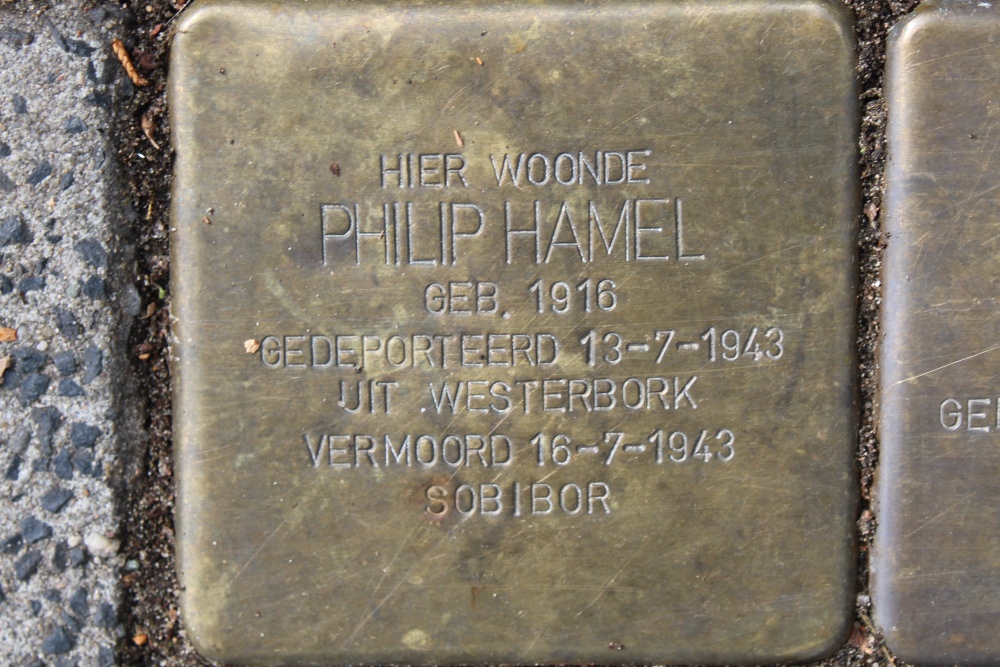 HIER WOONDE
PHILIP HAMEL
GEB. 1916
GEDEPORTEERD 13-7-1943
UIT WESTERBORK
VERMOORD 16-7-1943
SOBIBOR